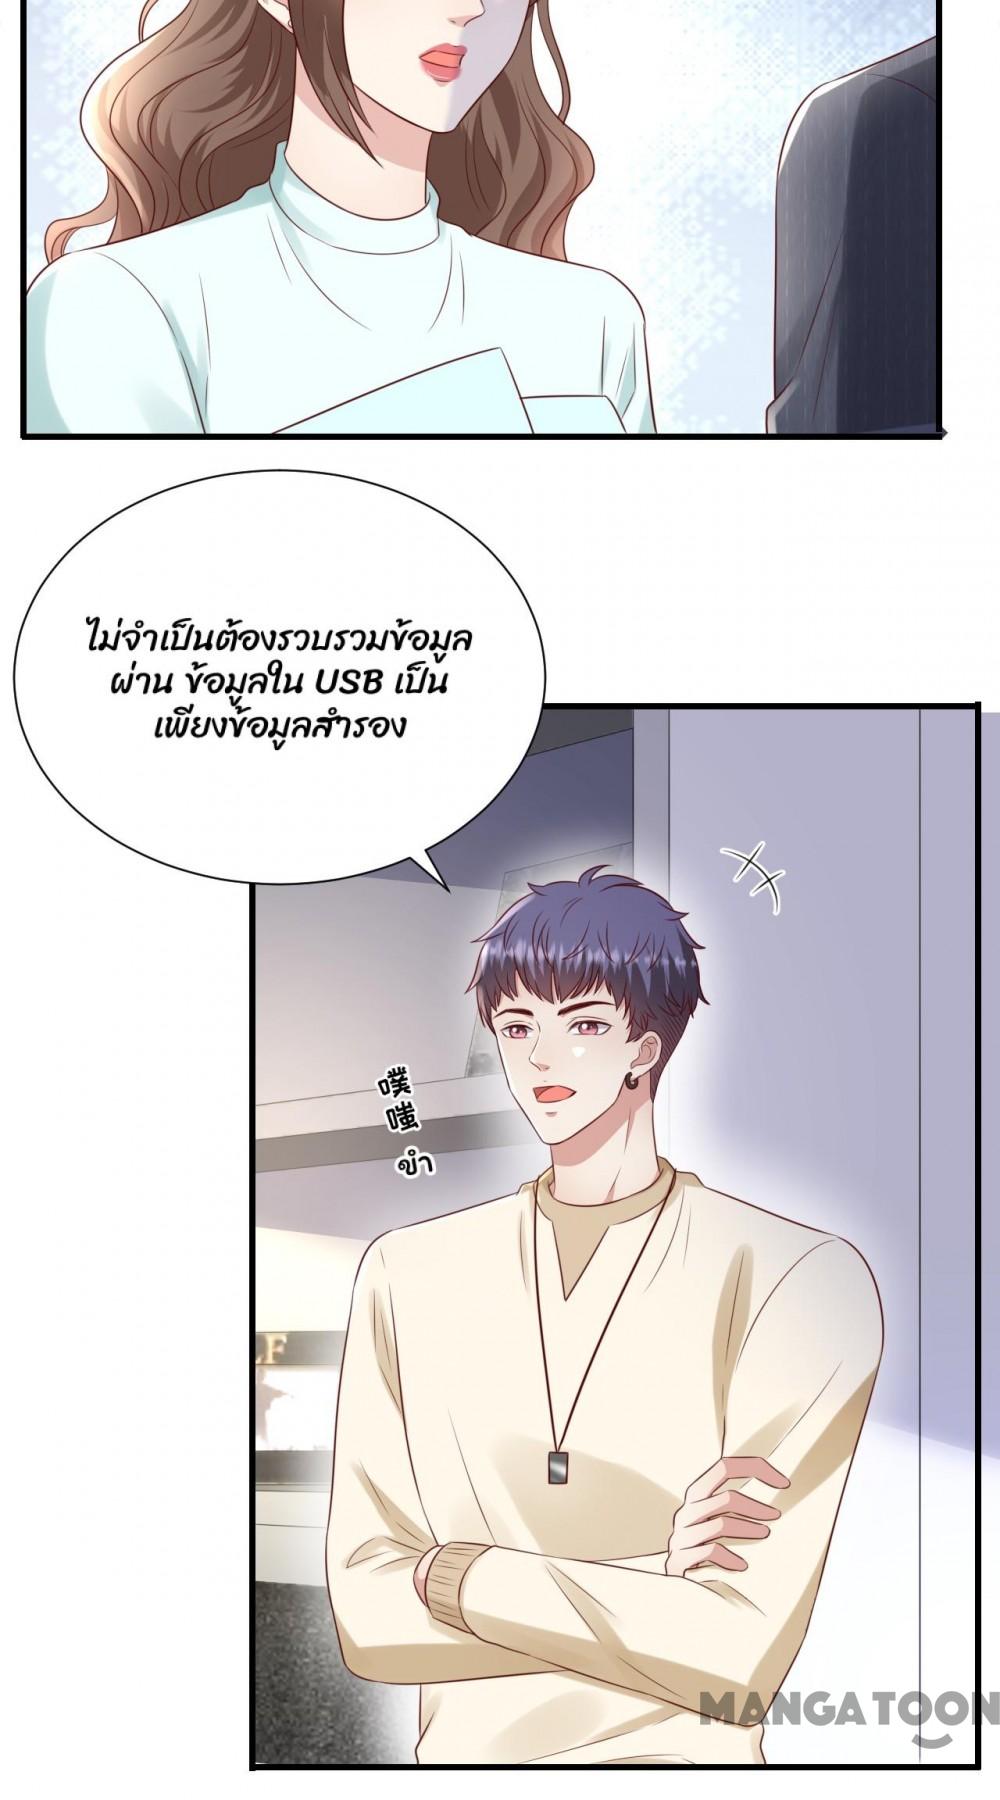 ไม่จำเป็นต้องรวบรวมข้อมูล
ผ่าน ข้อมูลใน USB เป็น
เพียงข้อมูลสำรอง
噗
嗤
ขำ
LF
MANGATOON